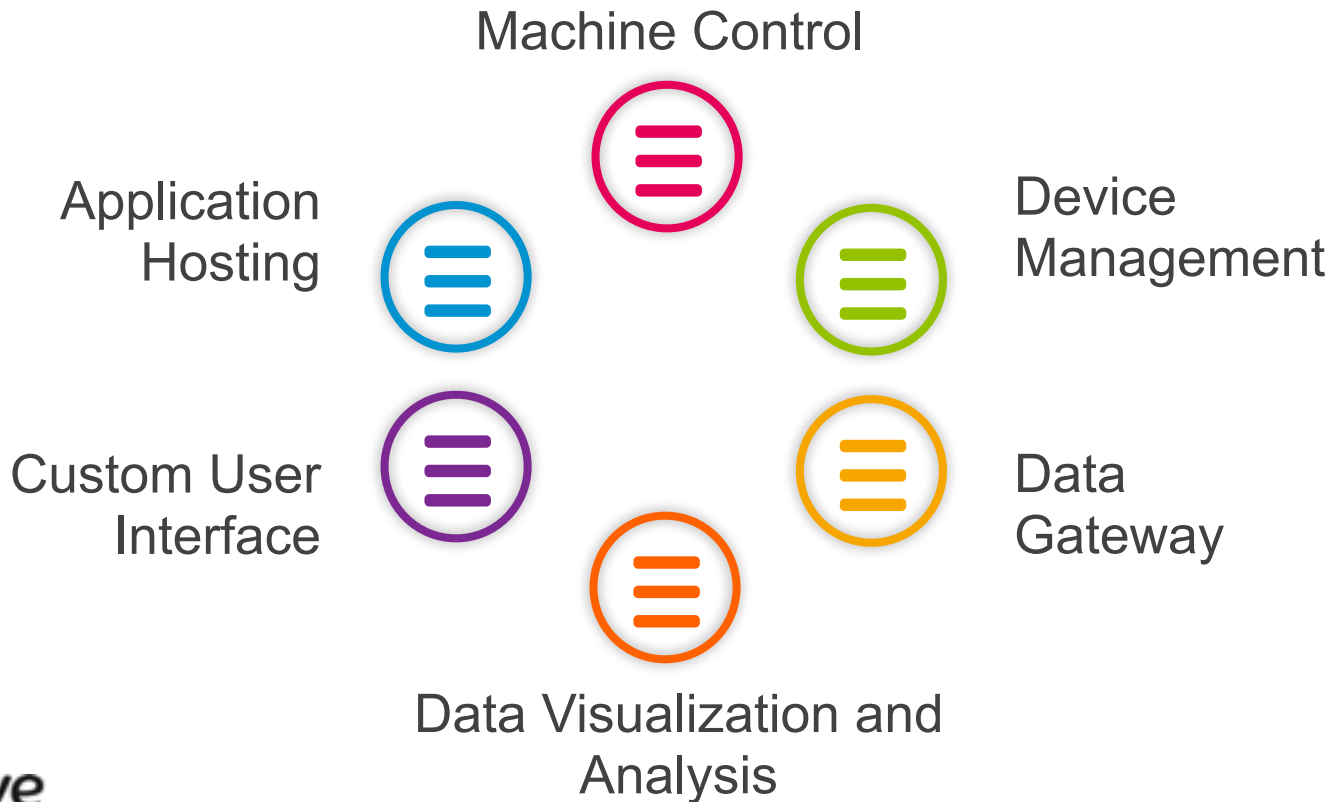 Machine Control
Application
Hosting
Device
Management
Custom User
Interface
Data
Gateway
Data Visualization and
Analysis